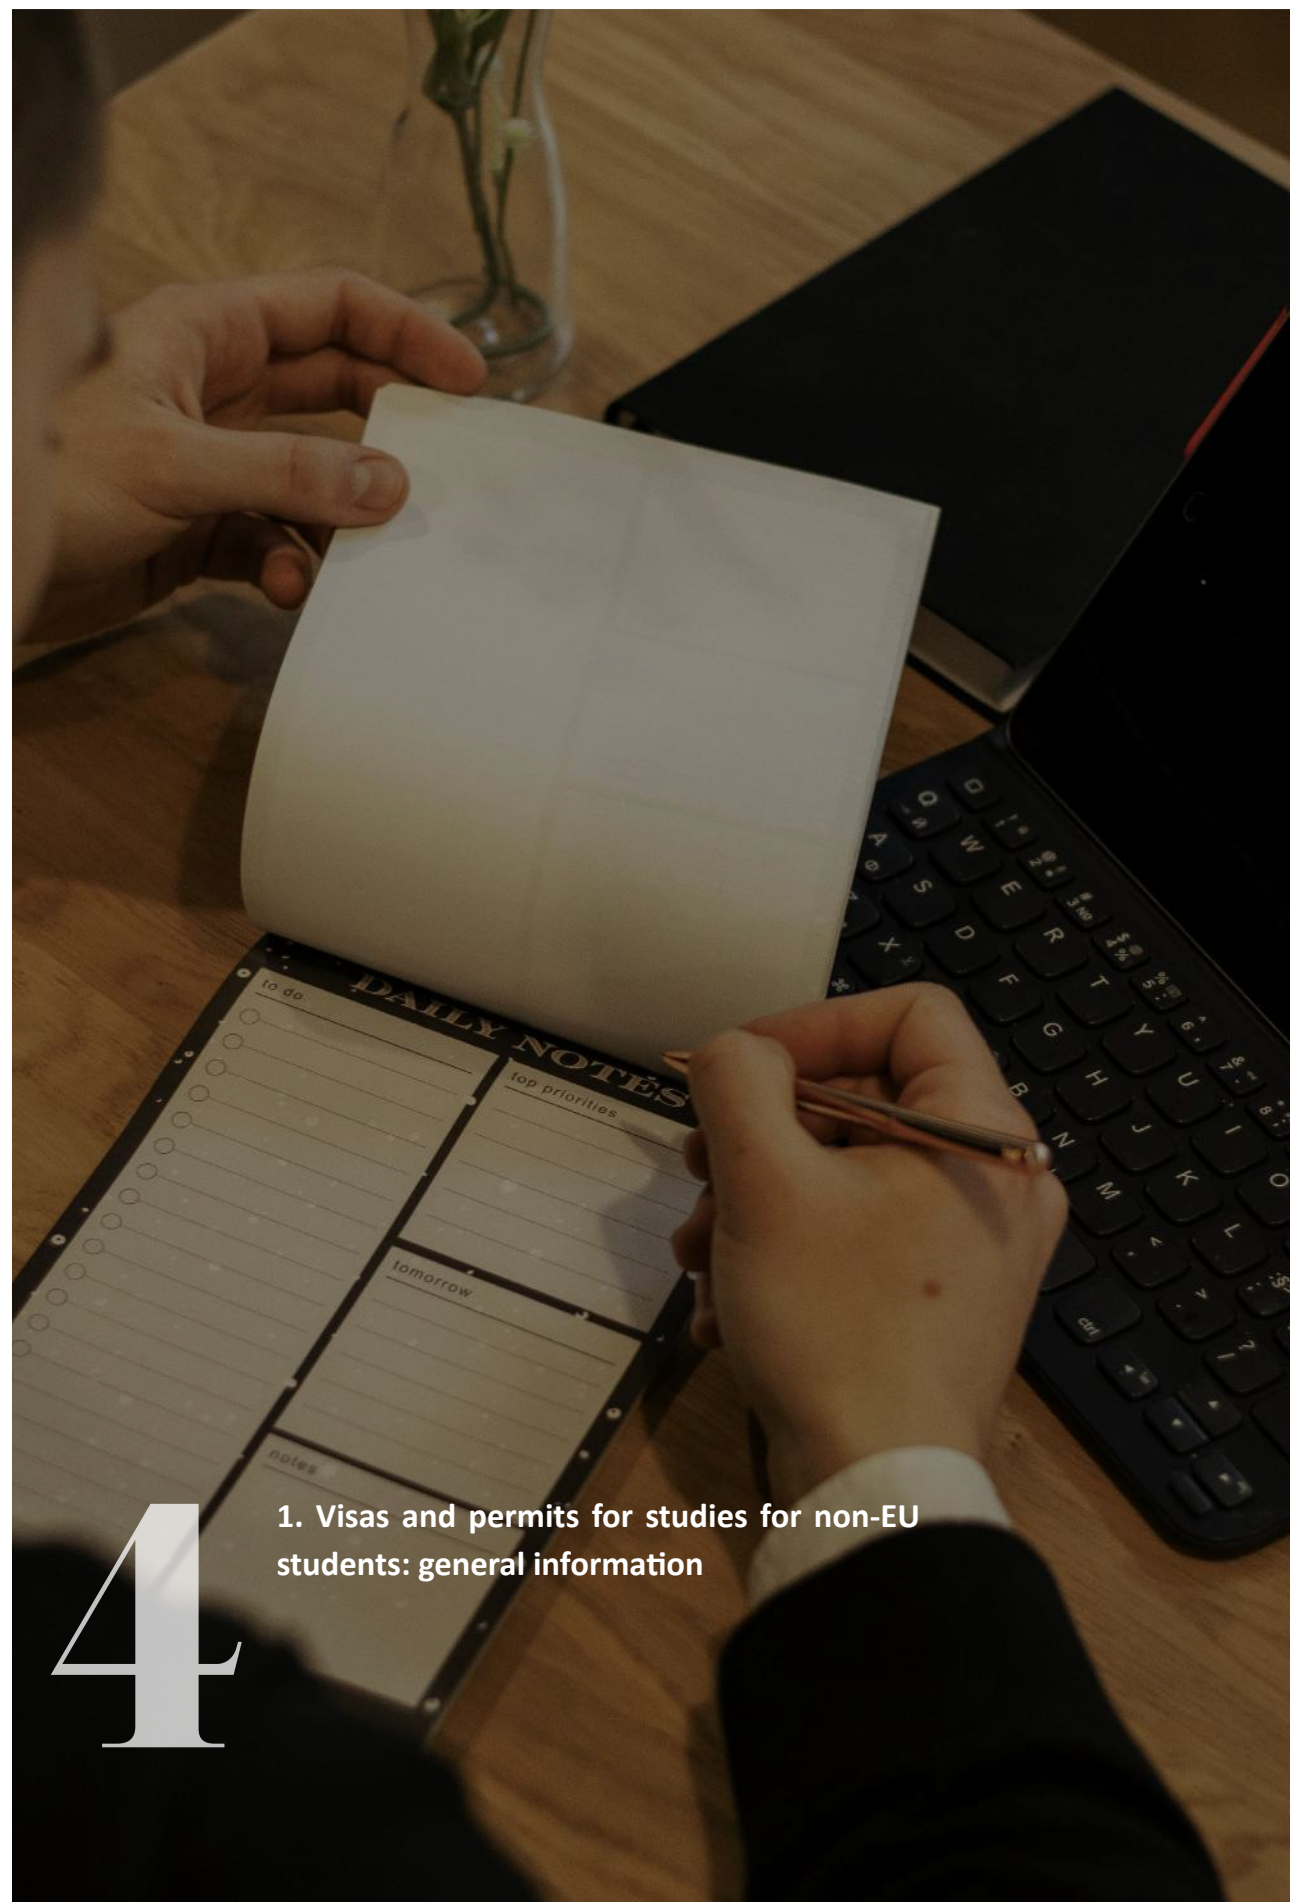 DAILY NOTES
to do
top priorities
tomorrow
notes
1. Visas and permits for studies for non-EU
students: general information
4
Q
W
E
R
T
Y
U
I
O
A
S
D
F
G
H
J
K
L
X
B
N
M
ctrl